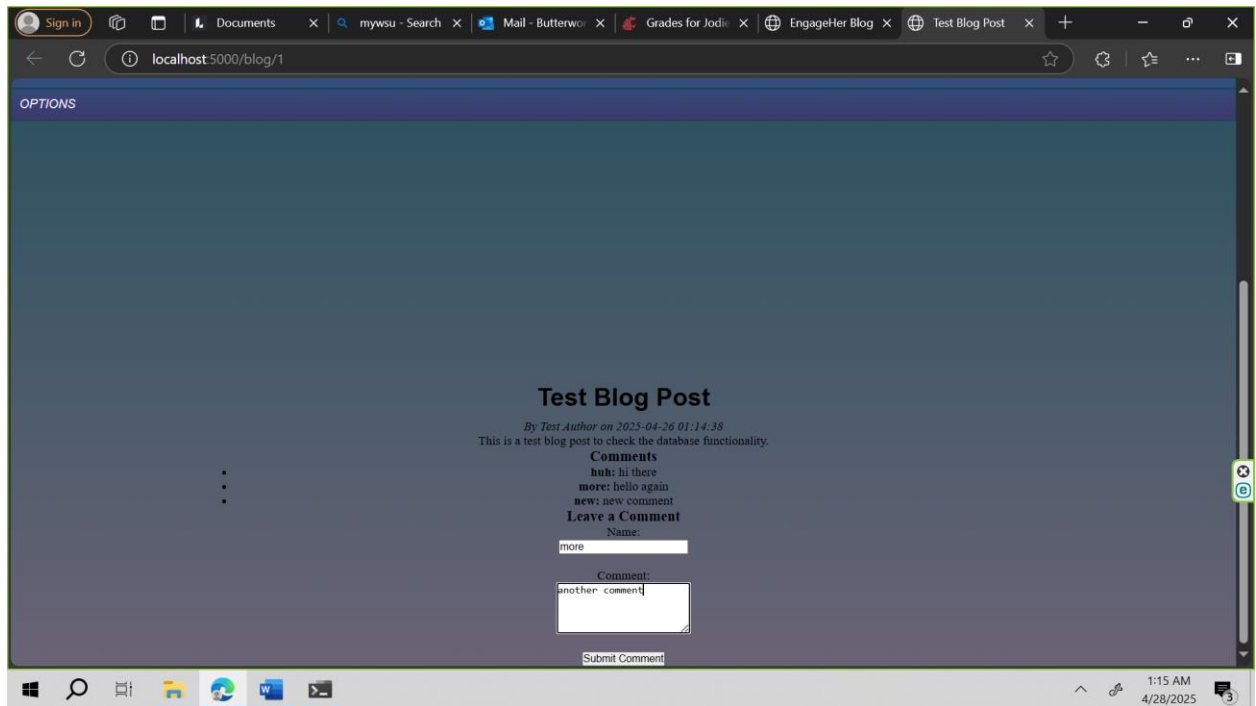 Sign in
Documents
mywsu - Search
Mail - Butterwor
Grades for Jodie
EngageHer Blog
Test Blog Post
localhost:5000/blog/1
OPTIONS
Test Blog Post
By Test Author on 2025-04-26 01:14:38
This is a test blog post to check the database functionality.
Comments
huh: hi there
more: hello again
new: new comment
Leave a Comment
Name:
more
Comment:
another comment
Submit Comment
1:15 AM
4/28/2025
3